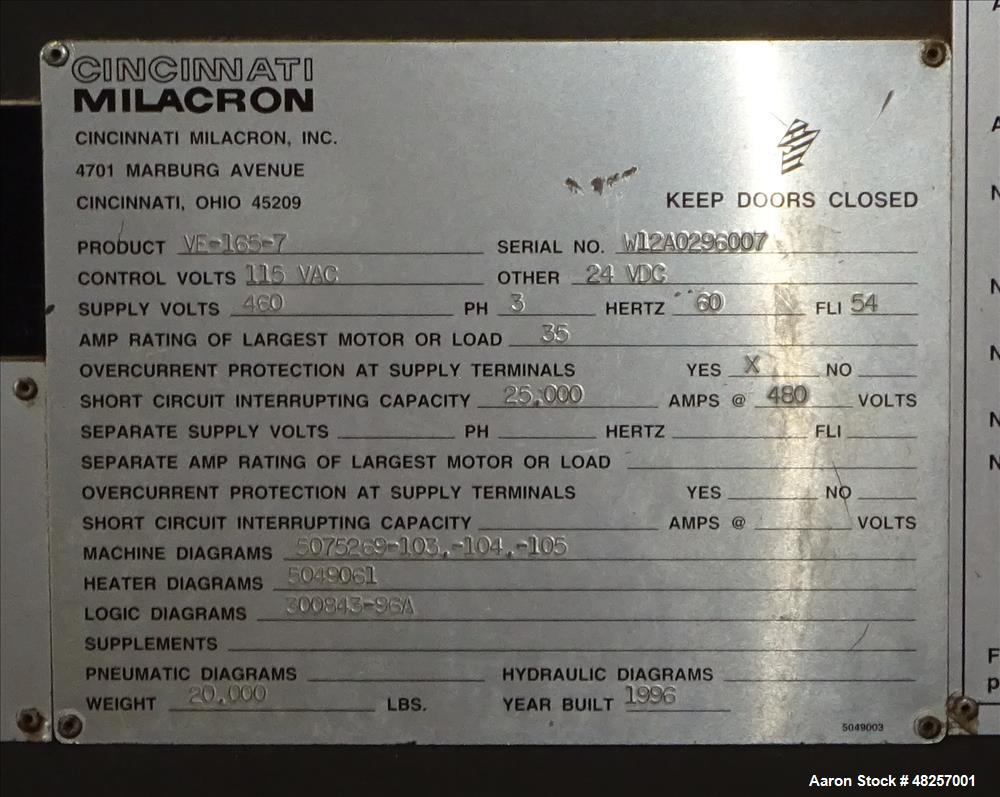 CINCINNATI
MILACRON
CINCINNATI MILACRON, INC.
4701 MARBURG AVENUE
CINCINNATI, OHIO 45209
KEEP DOORS CLOSED
PRODUCT VE-165-7 SERIAL NO. W12A0296007
CONTROL VOLTS 115 VAC OTHER 24 VDC
SUPPLY VOLTS 460 PH 3 HERTZ 60 FLI 54
AMP RATING OF LARGEST MOTOR OR LOAD 35
OVERCURRENT PROTECTION AT SUPPLY TERMINALS YES X NO
SHORT CIRCUIT INTERRUPTING CAPACITY 25,000 AMPS @ 480 VOLTS
SEPARATE SUPPLY VOLTS PH HERTZ FLI
SEPARATE AMP RATING OF LARGEST MOTOR OR LOAD
OVERCURRENT PROTECTION AT SUPPLY TERMINALS YES NO
SHORT CIRCUIT INTERRUPTING CAPACITY AMPS @ VOLTS
MACHINE DIAGRAMS 5075269-103,-104,-105
HEATER DIAGRAMS 5049061
LOGIC DIAGRAMS 300843-96A
SUPPLEMENTS
PNEUMATIC DIAGRAMS HYDRAULIC DIAGRAMS
WEIGHT 20,000 LBS. YEAR BUILT 1996
5049003
Aaron Stock # 48257001